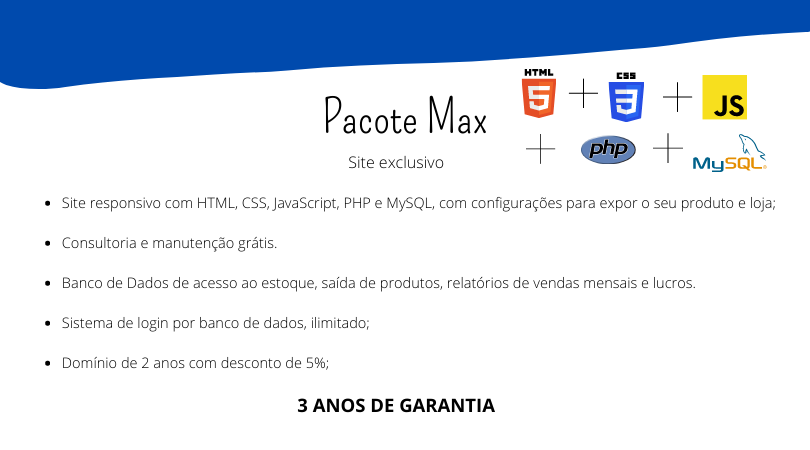 HTML
5
CSS
3
JS
Pacote Max
php
MySQL
Site exclusivo
Site responsivo com HTML, CSS, JavaScript, PHP e MySQL, com configurações para expor o seu produto e loja;
Consultoria e manutenção grátis.
Banco de Dados de acesso ao estoque, saída de produtos, relatórios de vendas mensais e lucros.
Sistema de login por banco de dados, ilimitado;
Domínio de 2 anos com desconto de 5%;
3 ANOS DE GARANTIA